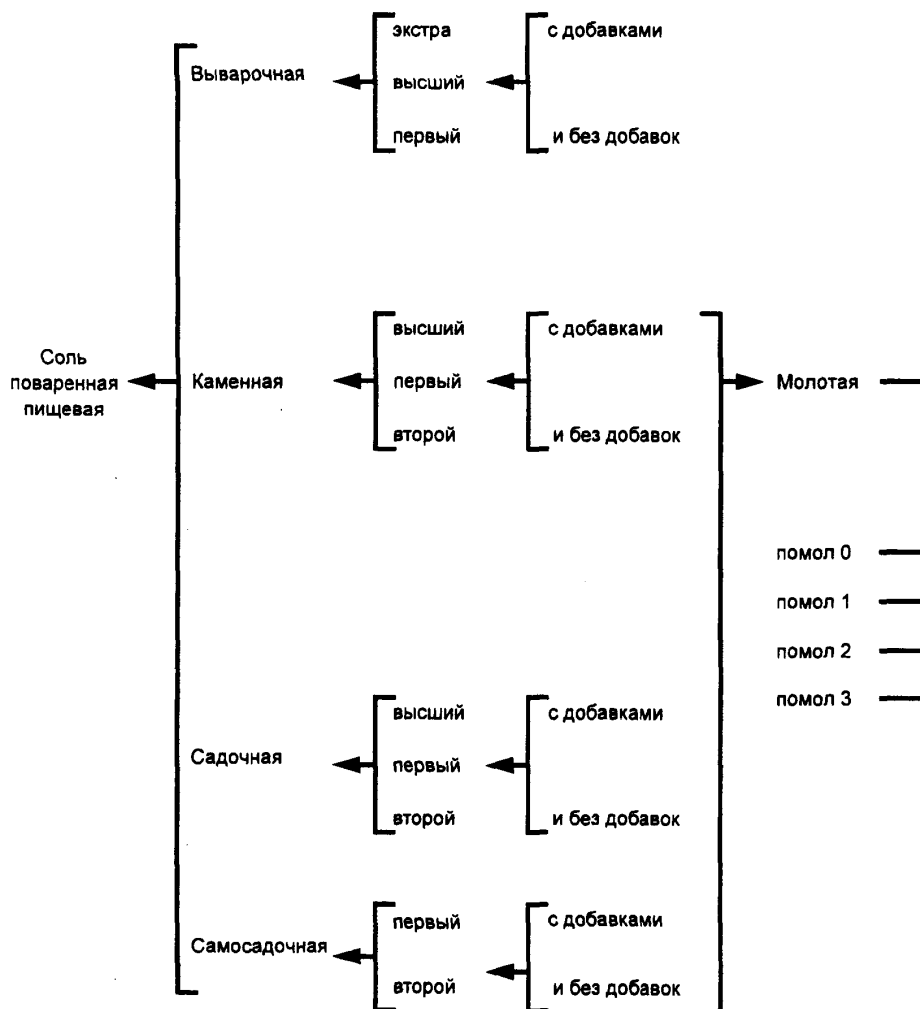 экстра
с добавками
Выварочная
высший
первый
и без добавок
высший
с добавками
Соль
поваренная
пищевая
Каменная
первый
Молотая
второй
и без добавок
помол 0
помол 1
помол 2
помол 3
высший
с добавками
Садочная
первый
второй
и без добавок
первый
с добавками
Самосадочная
второй
и без добавок